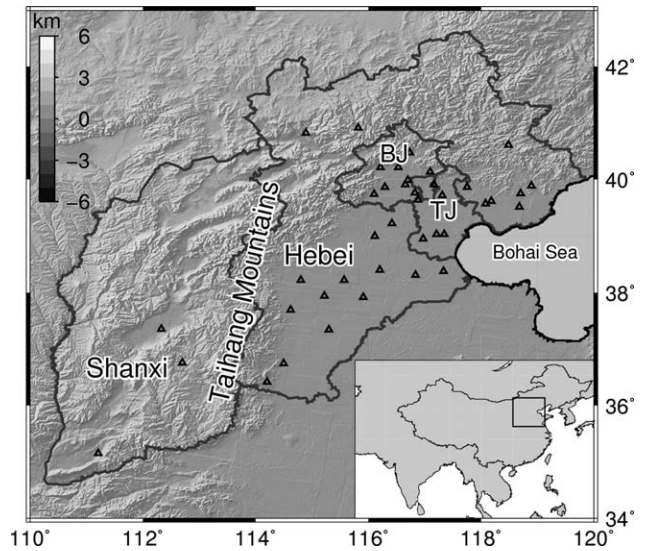 km
6
3
0
-3
-6
42˚
40˚
38˚
36˚
34˚
BJ
TJ
Hebei
Bohai Sea
Taihang Mountains
Shanxi
110˚
112˚
114˚
116˚
118˚
120˚